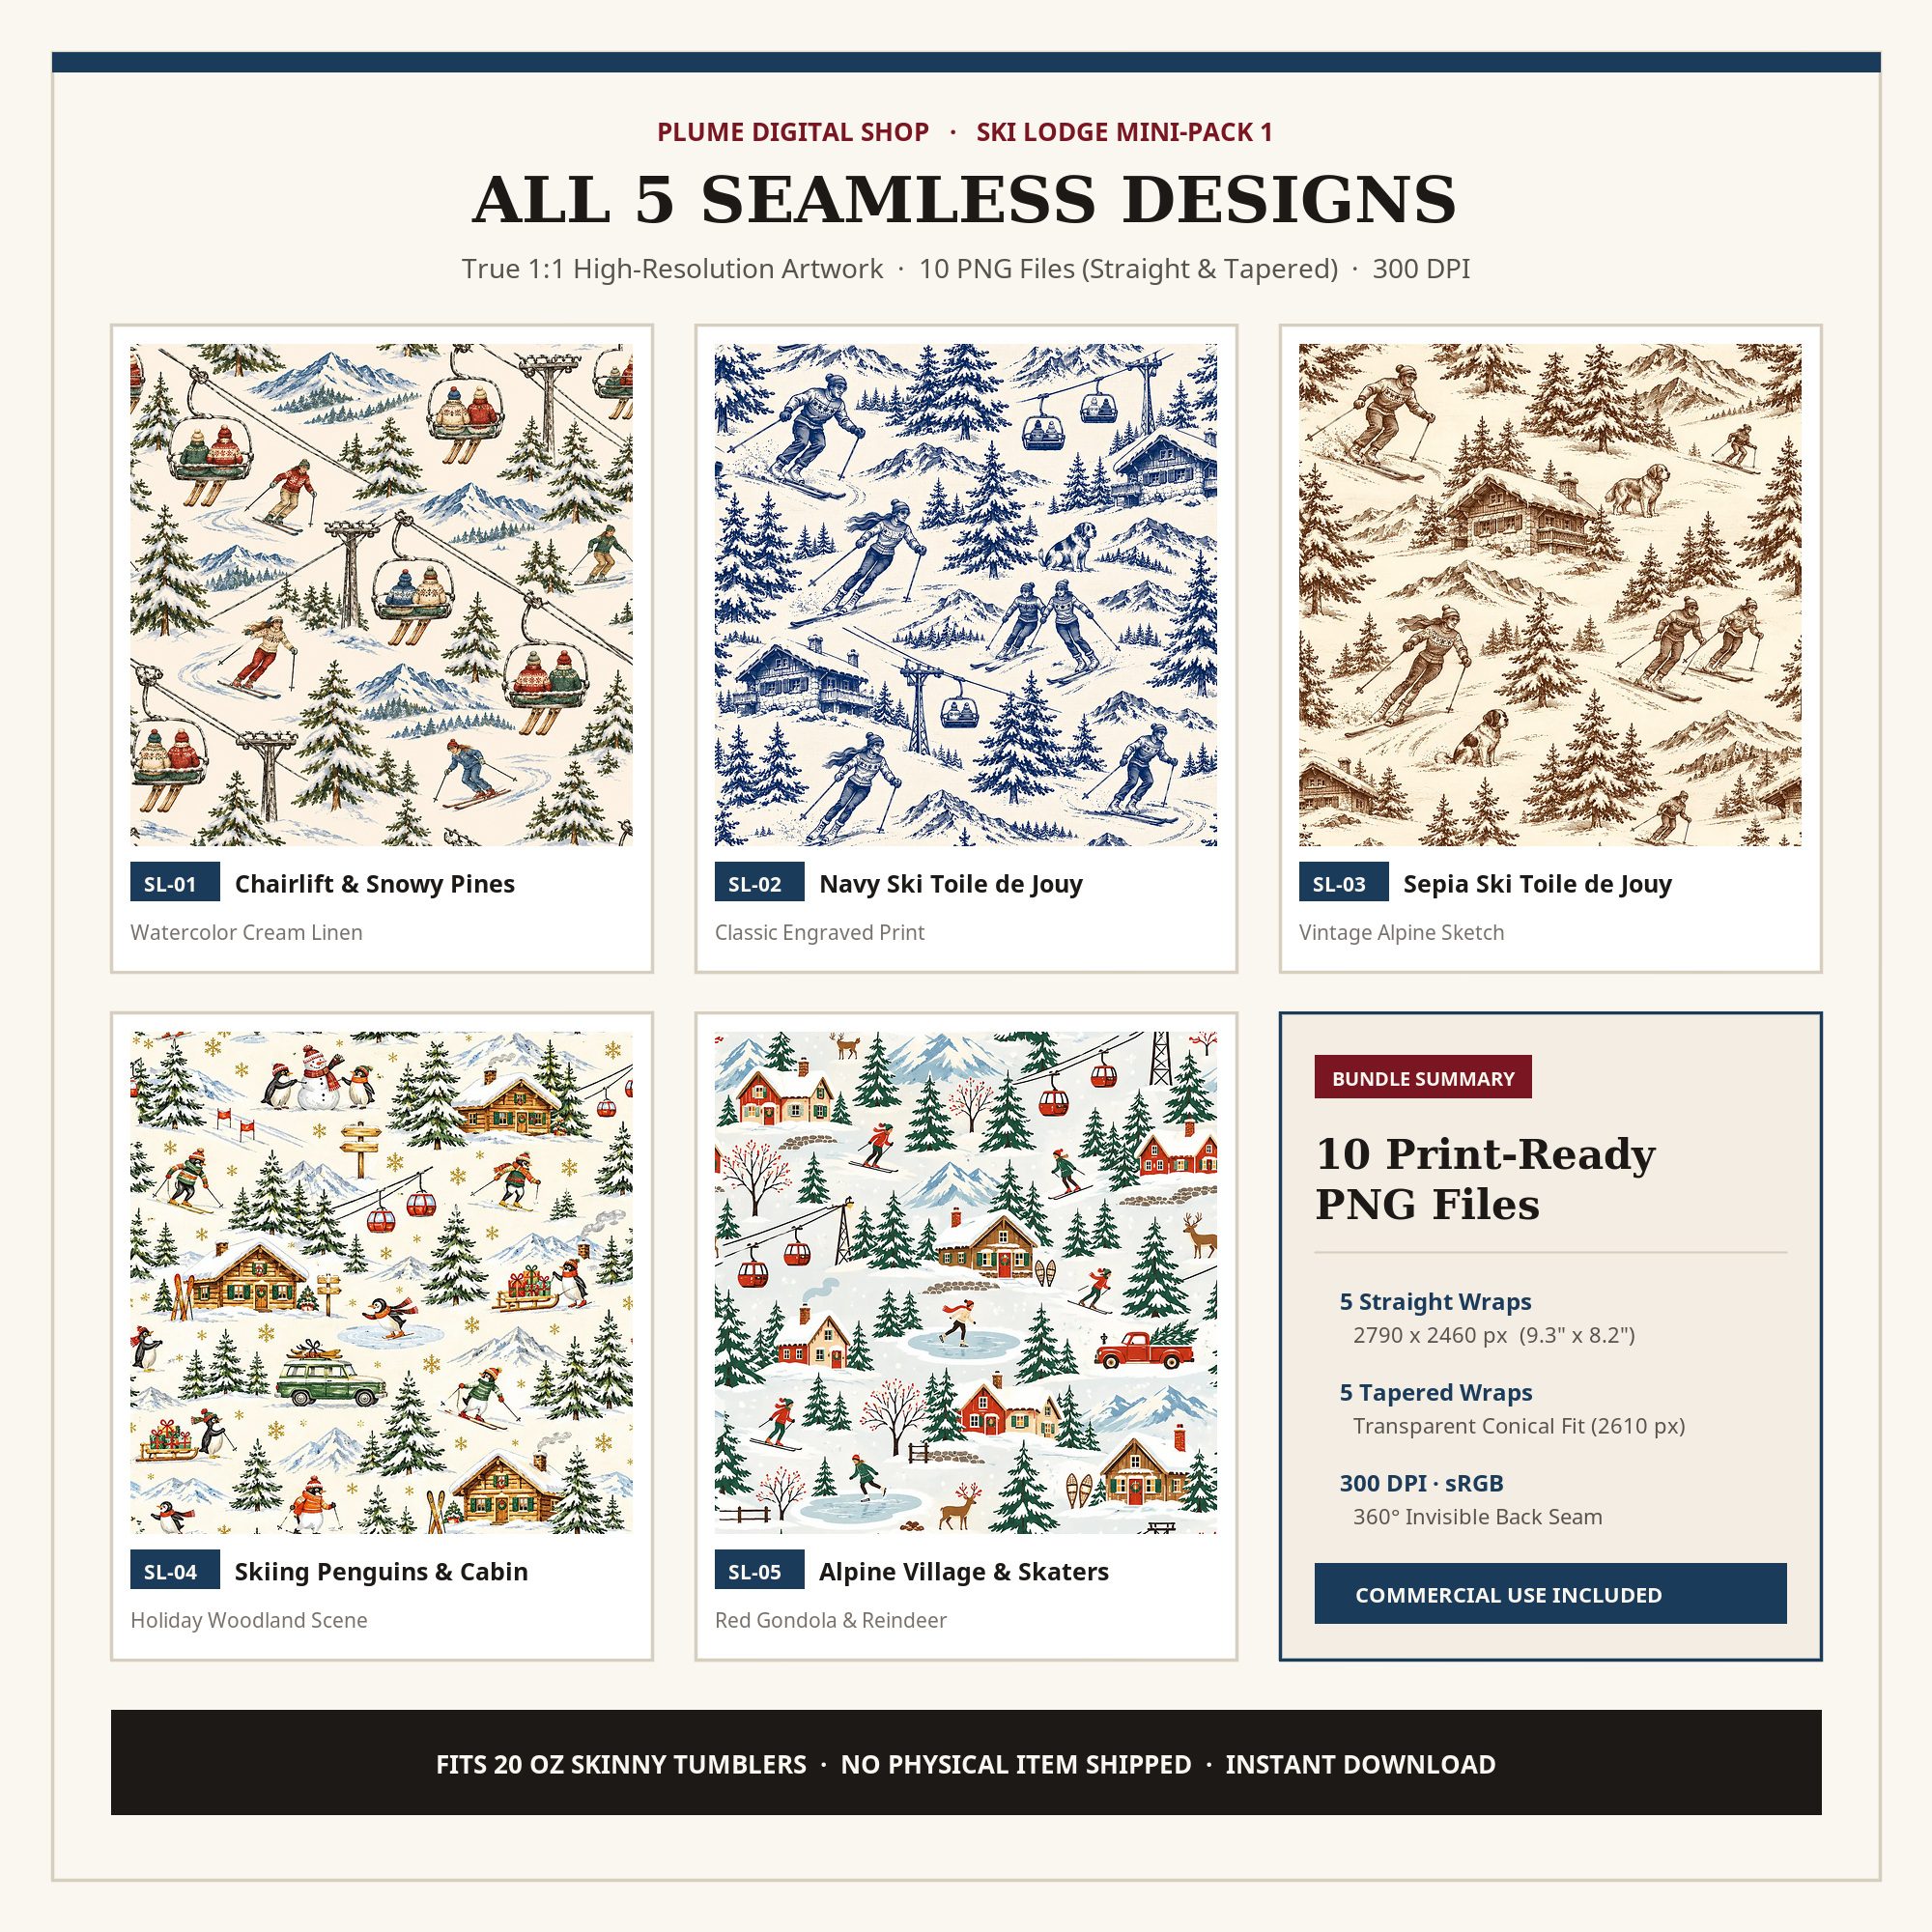 PLUME DIGITAL SHOP · SKI LODGE MINI-PACK 1
ALL 5 SEAMLESS DESIGNS
True 1:1 High-Resolution Artwork · 10 PNG Files (Straight & Tapered) · 300 DPI
SL-01 Chairlift & Snowy Pines
Watercolor Cream Linen
SL-02 Navy Ski Toile de Jouy
Classic Engraved Print
SL-03 Sepia Ski Toile de Jouy
Vintage Alpine Sketch
SL-04 Skiing Penguins & Cabin
Holiday Woodland Scene
SL-05 Alpine Village & Skaters
Red Gondola & Reindeer
BUNDLE SUMMARY
10 Print-Ready
PNG Files
5 Straight Wraps
2790 x 2460 px (9.3" x 8.2")
5 Tapered Wraps
Transparent Conical Fit (2610 px)
300 DPI · sRGB
360° Invisible Back Seam
COMMERCIAL USE INCLUDED
FITS 20 OZ SKINNY TUMBLERS · NO PHYSICAL ITEM SHIPPED · INSTANT DOWNLOAD